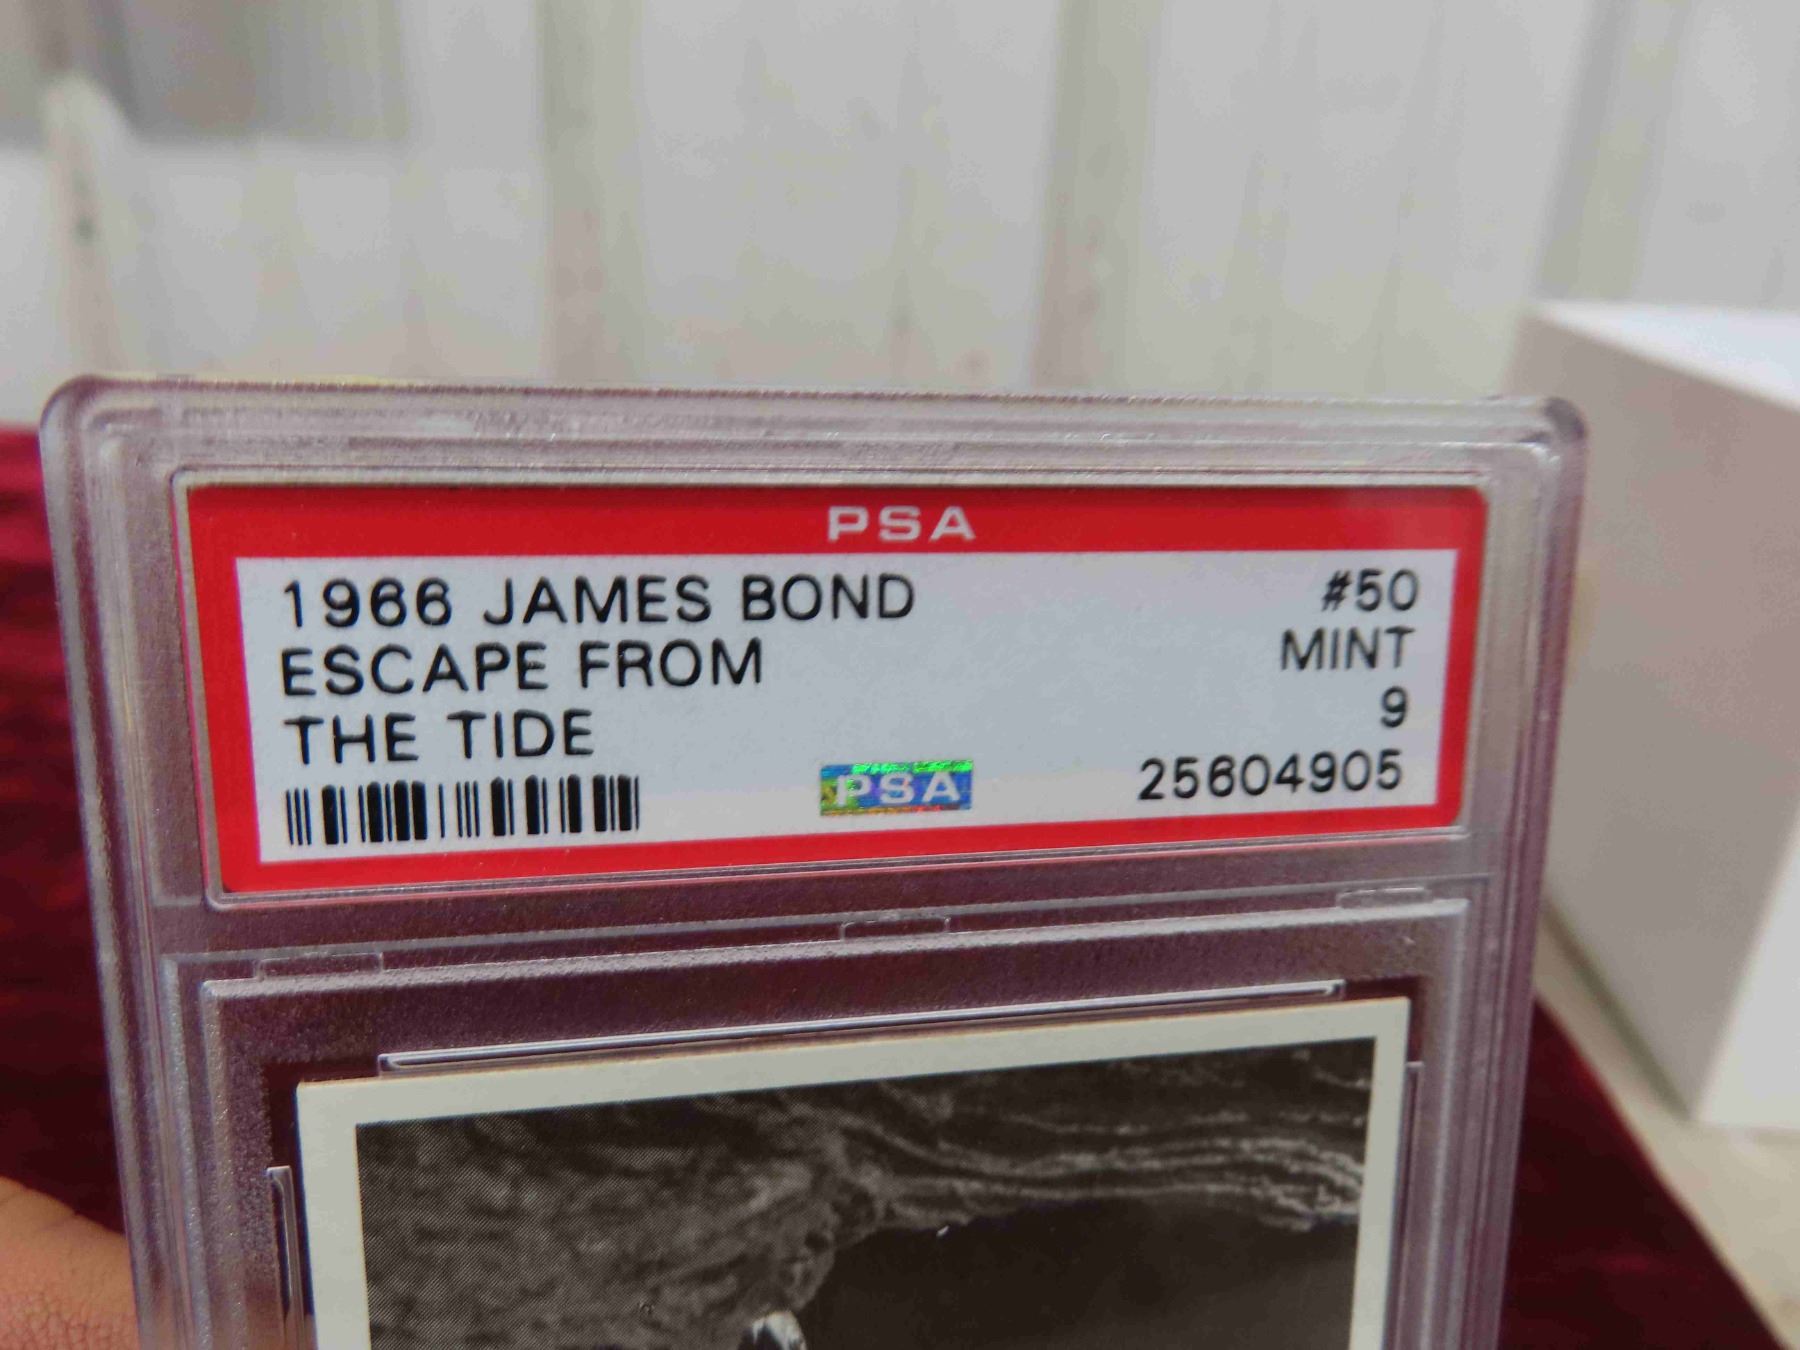 PSA
1966 JAMES BOND #50
ESCAPE FROM MINT
THE TIDE 9
PSA 25604905